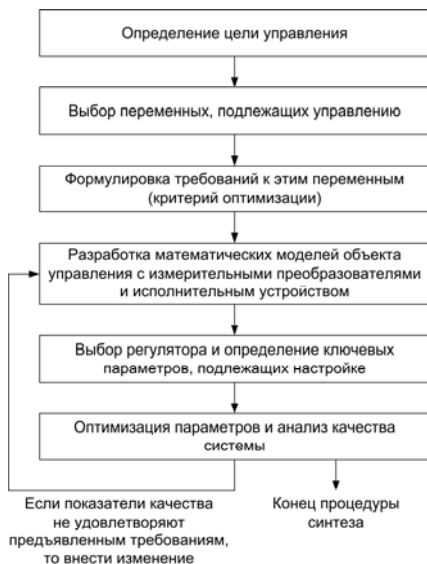 Определение цели управления
Выбор переменных, подлежащих управлению
Формулировка требований к этим переменным
(критерий оптимизации)
Разработка математических моделей объекта
управления с измерительными преобразователями
и исполнительным устройством
Выбор регулятора и определение ключевых
параметров, подлежащих настройке
Оптимизация параметров и анализ качества
системы
Если показатели качества
не удовлетворяют
предъявленным требованиям,
то внести изменение
Конец процедуры
синтеза